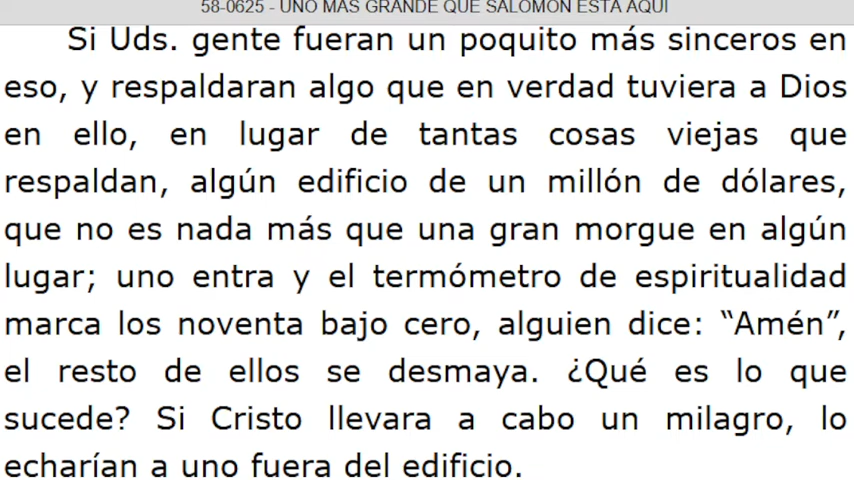 58-0625 - UNO MAS GRANDE QUE SALOMON ESTA AQUI
Si Uds. gente fueran un poquito más sinceros en
eso, y respaldaran algo que en verdad tuviera a Dios
en ello, en lugar de tantas cosas viejas que
respaldan, algún edificio de un millón de dólares,
que no es nada más que una gran morgue en algún
lugar; uno entra y el termómetro de espiritualidad
marca los noventa bajo cero, alguien dice: “Amén”,
el resto de ellos se desmaya. ¿Qué es lo que
sucede? Si Cristo llevara a cabo un milagro, lo
echarían a uno fuera del edificio.